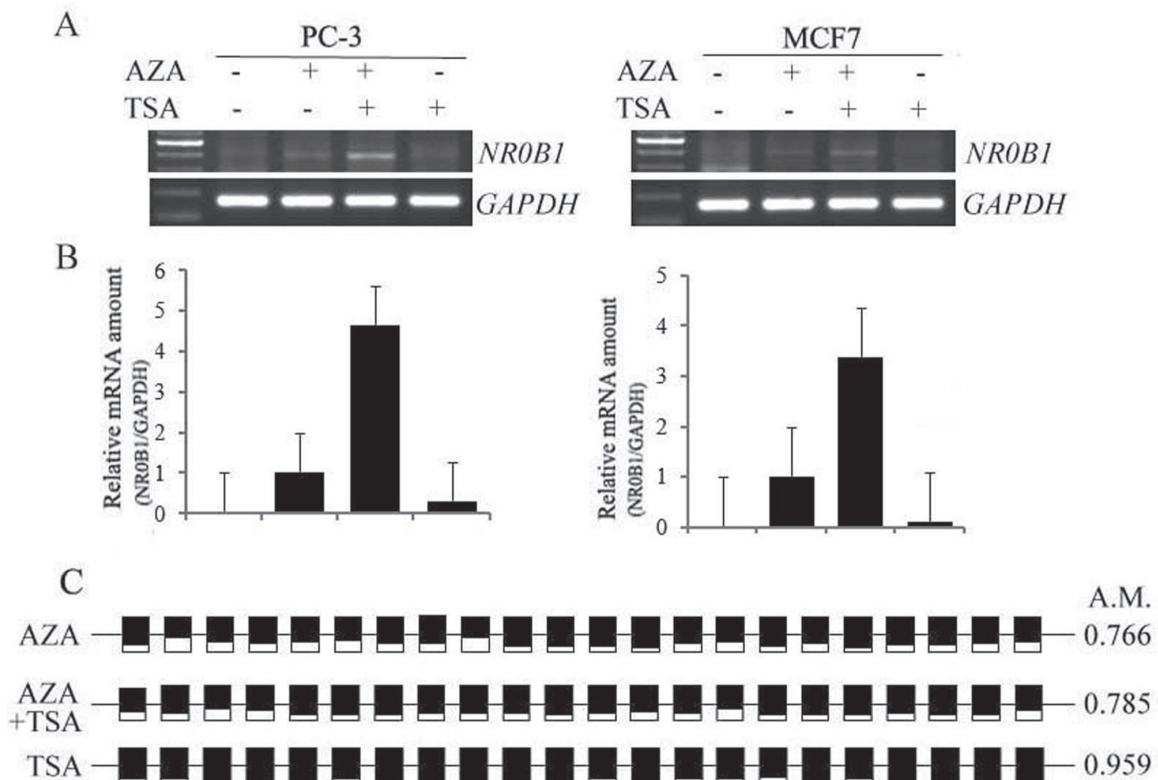 A
PC-3
AZA - + + -
TSA - - + +
NR0B1
GAPDH
MCF7
AZA - + + -
TSA - - + +
NR0B1
GAPDH
B
Relative mRNA amount
(NR0B1/GAPDH)
6
5
4
3
2
1
0
Relative mRNA amount
(NR0B1/GAPDH)
5
4
3
2
1
0
C
A.M.
AZA 0.766
AZA
+TSA 0.785
TSA 0.959